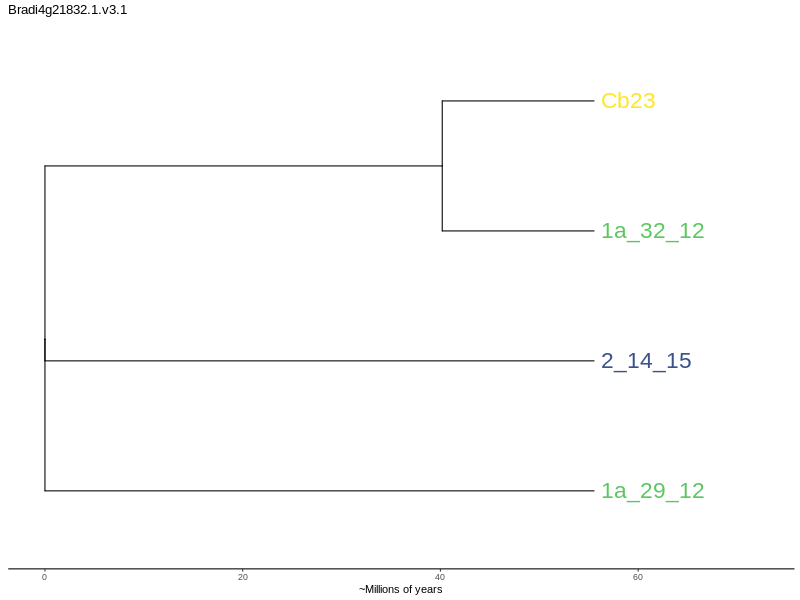 Bradi4g21832.1.v3.1
Cb23
1a_32_12
2_14_15
1a_29_12
0 20 40 60
~Millions of years